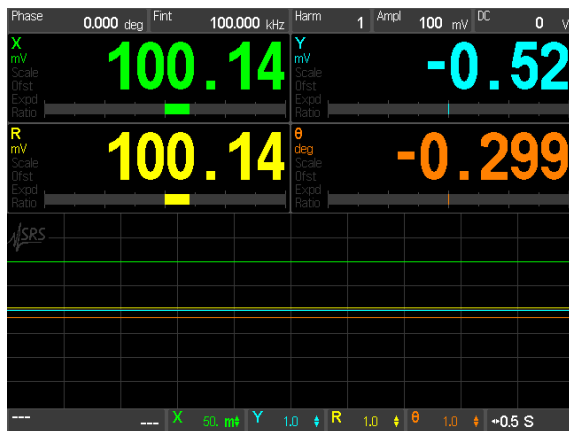 Phase 0.000 deg Fint 100.000 kHz Harm 1 Ampl 100 mV DC 0 V
X
mV
Scale
Ofst
Expd
Ratio
100.14
Y
mV
Scale
Ofst
Expd
Ratio
-0.52
R
mV
Scale
Ofst
Expd
Ratio
100.14
θ
deg
Scale
Ofst
Expd
Ratio
-0.299
SRS
--- --- X 50. m Y 1.0 R 1.0 θ 1.0 0.5 S